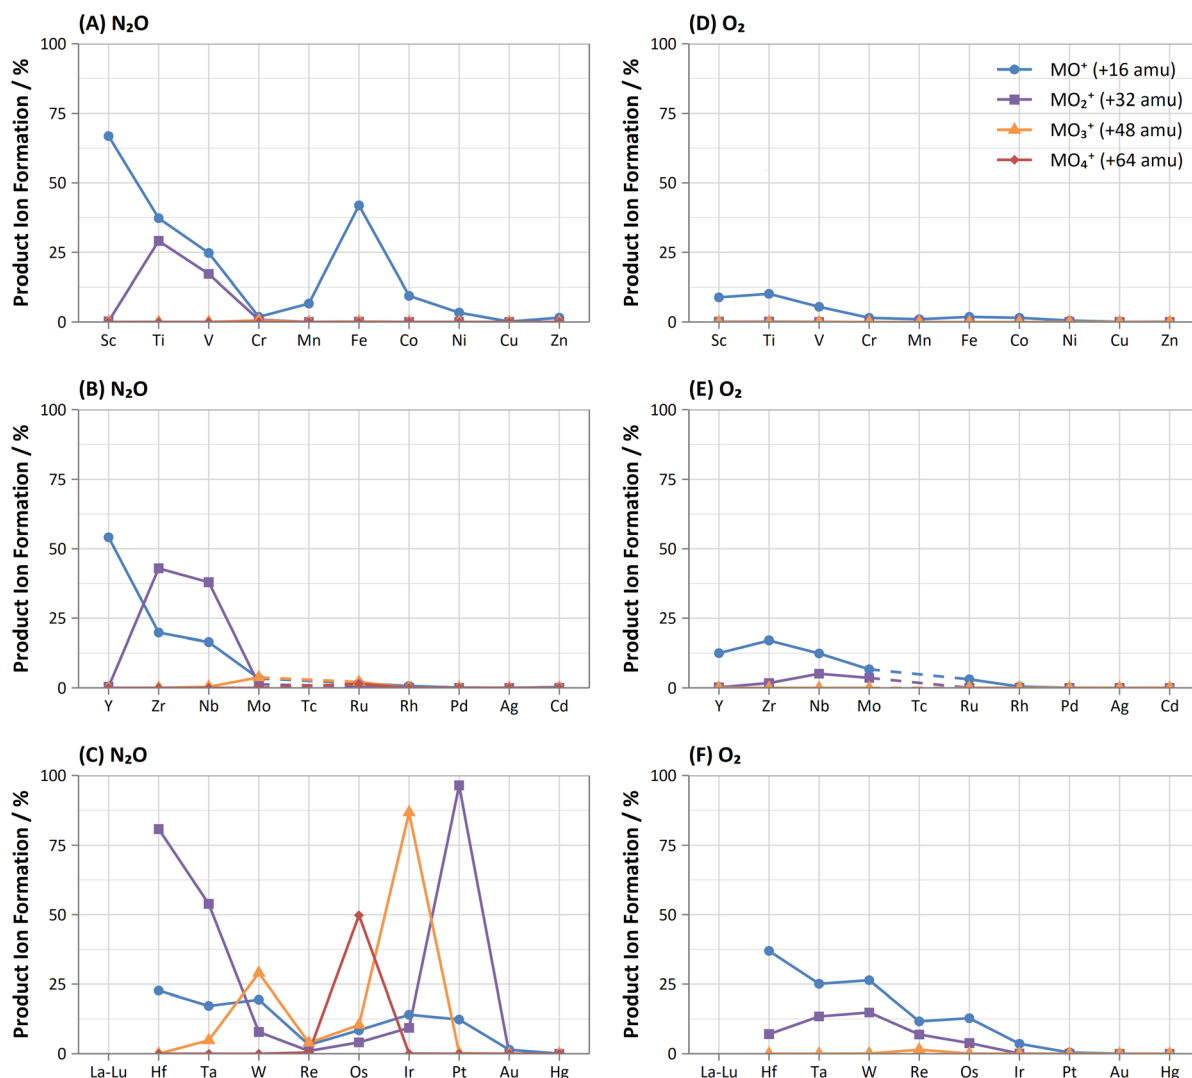 (A) N₂O
Product Ion Formation / %
100
75
50
25
0
Sc Ti V Cr Mn Fe Co Ni Cu Zn
(D) O₂
Product Ion Formation / %
100
75
50
25
0
MO⁺ (+16 amu)
MO₂⁺ (+32 amu)
MO₃⁺ (+48 amu)
MO₄⁺ (+64 amu)
Sc Ti V Cr Mn Fe Co Ni Cu Zn
(B) N₂O
Product Ion Formation / %
100
75
50
25
0
Y Zr Nb Mo Tc Ru Rh Pd Ag Cd
(E) O₂
Product Ion Formation / %
100
75
50
25
0
Y Zr Nb Mo Tc Ru Rh Pd Ag Cd
(C) N₂O
Product Ion Formation / %
100
75
50
25
0
La-Lu Hf Ta W Re Os Ir Pt Au Hg
(F) O₂
Product Ion Formation / %
100
75
50
25
0
La-Lu Hf Ta W Re Os Ir Pt Au Hg